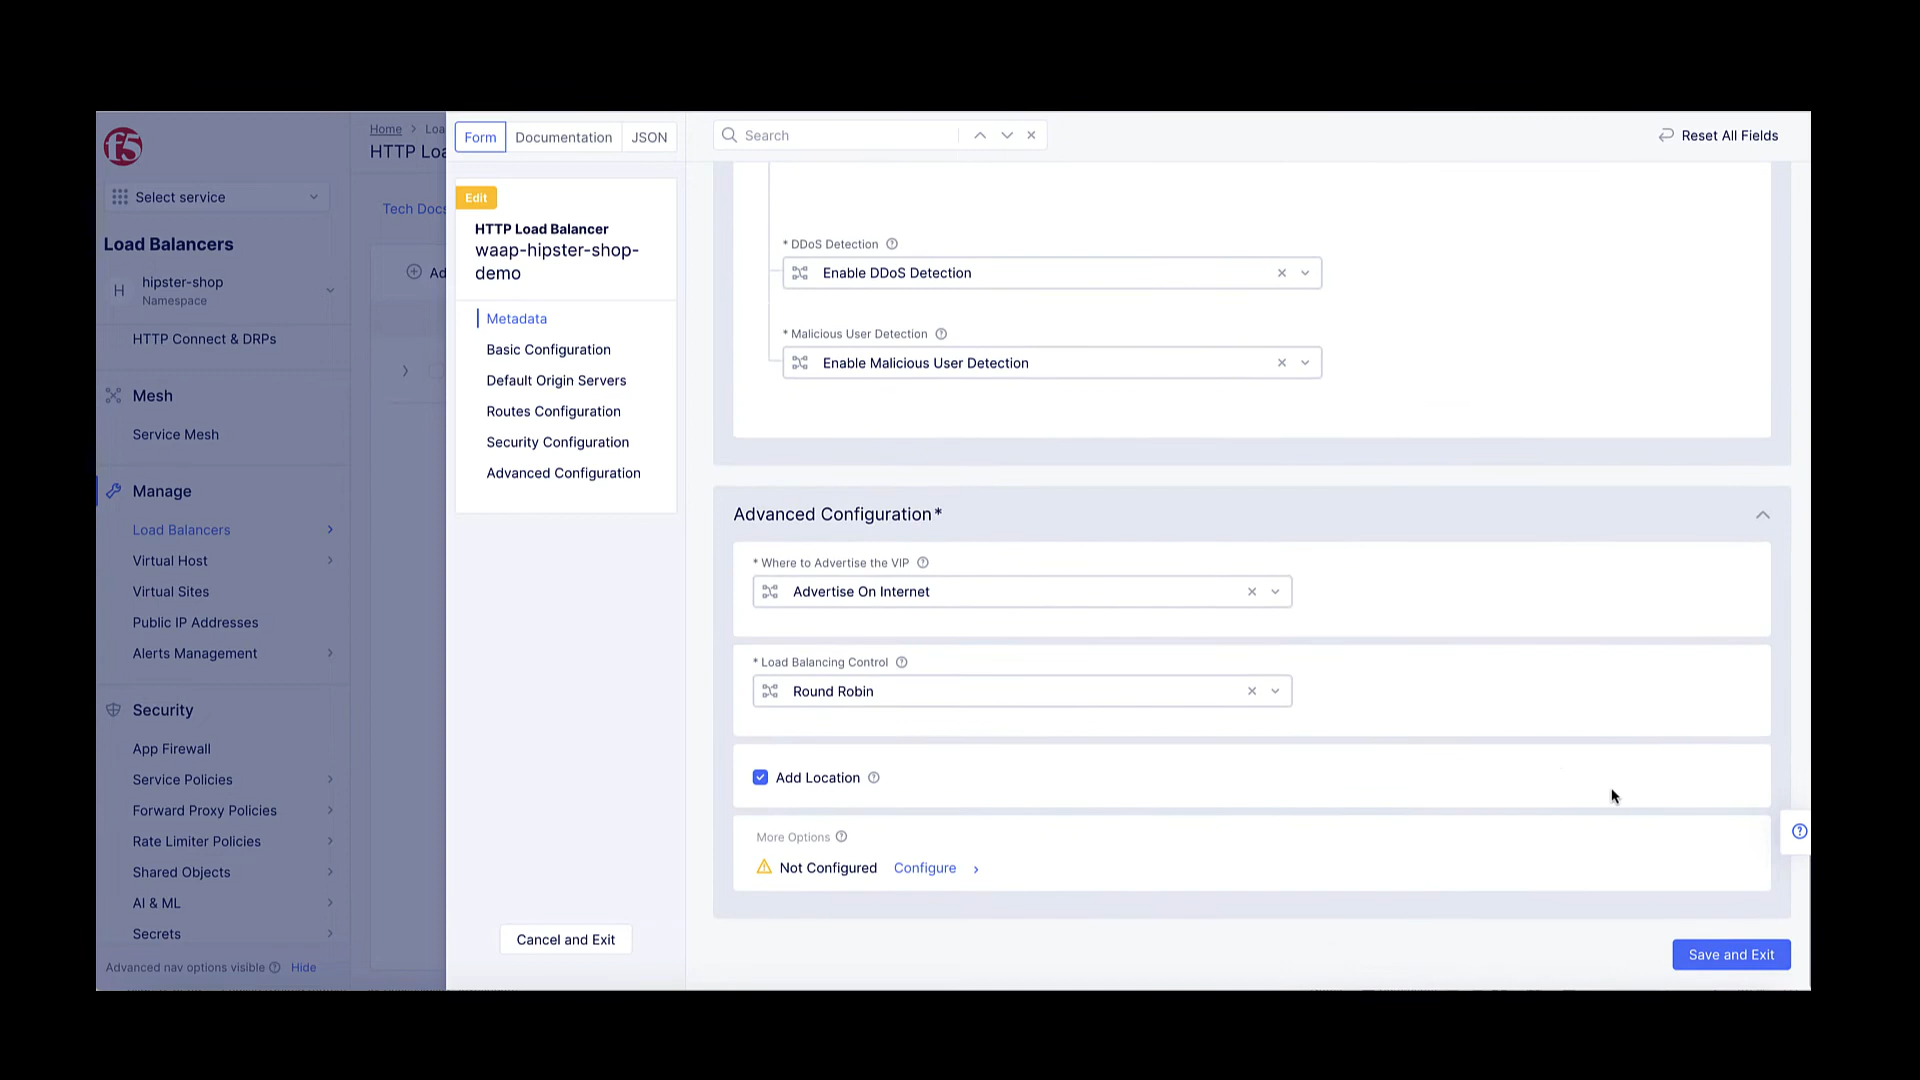 f5
Select service
Load Balancers
H
hipster-shop
Namespace
HTTP Connect & DRPs
Mesh
Service Mesh
Manage
Load Balancers
Virtual Host
Virtual Sites
Public IP Addresses
Alerts Management
Security
App Firewall
Service Policies
Forward Proxy Policies
Rate Limiter Policies
Shared Objects
AI & ML
Secrets
Advanced nav options visible
Hide
Home > Loa
HTTP Loa
Tech Docs
Ad
Form
Documentation
JSON
Edit
HTTP Load Balancer
waap-hipster-shop-
demo
Metadata
Basic Configuration
Default Origin Servers
Routes Configuration
Security Configuration
Advanced Configuration
Cancel and Exit
Search
Reset All Fields
* DDoS Detection
Enable DDoS Detection
* Malicious User Detection
Enable Malicious User Detection
Advanced Configuration*
* Where to Advertise the VIP
Advertise On Internet
* Load Balancing Control
Round Robin
Add Location
More Options
Not Configured Configure
Save and Exit